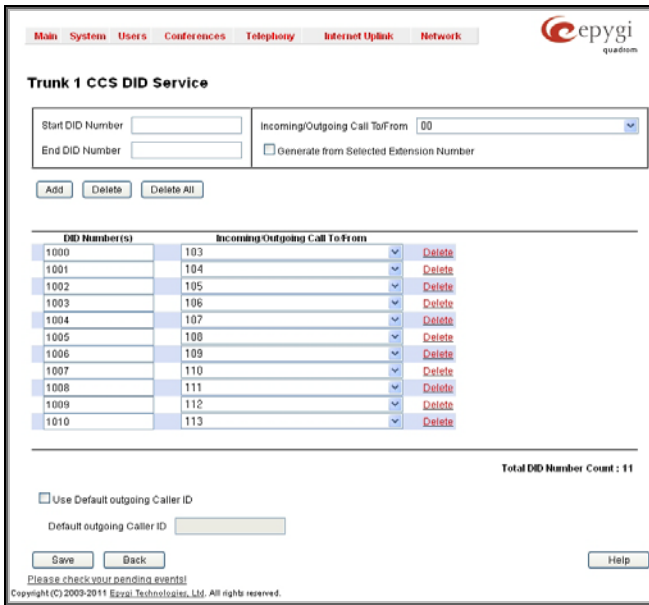 Main System Users Conferences Telephony Internet Uplink Network
epygi
quadrom
Trunk 1 CCS DID Service
Start DID Number Incoming/Outgoing Call To/From 00
End DID Number Generate from Selected Extension Number
Add Delete Delete All
DID Number(s) Incoming/Outgoing Call To/From
1000 103 Delete
1001 104 Delete
1002 105 Delete
1003 106 Delete
1004 107 Delete
1005 108 Delete
1006 109 Delete
1007 110 Delete
1008 111 Delete
1009 112 Delete
1010 113 Delete
Total DID Number Count : 11
Use Default outgoing Caller ID
Default outgoing Caller ID
Save Back Help
Please check your pending events!
Copyright (C) 2003-2011 Epygi Technologies, Ltd. All rights reserved.